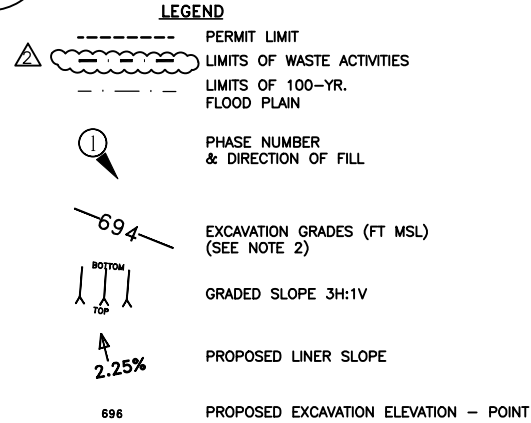 LEGEND
PERMIT LIMIT
2 LIMITS OF WASTE ACTIVITIES
LIMITS OF 100-YR.
FLOOD PLAIN
1 PHASE NUMBER
& DIRECTION OF FILL
694 EXCAVATION GRADES (FT MSL)
(SEE NOTE 2)
BOTTOM
GRADED SLOPE 3H:1V
TOP
2.25% PROPOSED LINER SLOPE
696 PROPOSED EXCAVATION ELEVATION – POINT